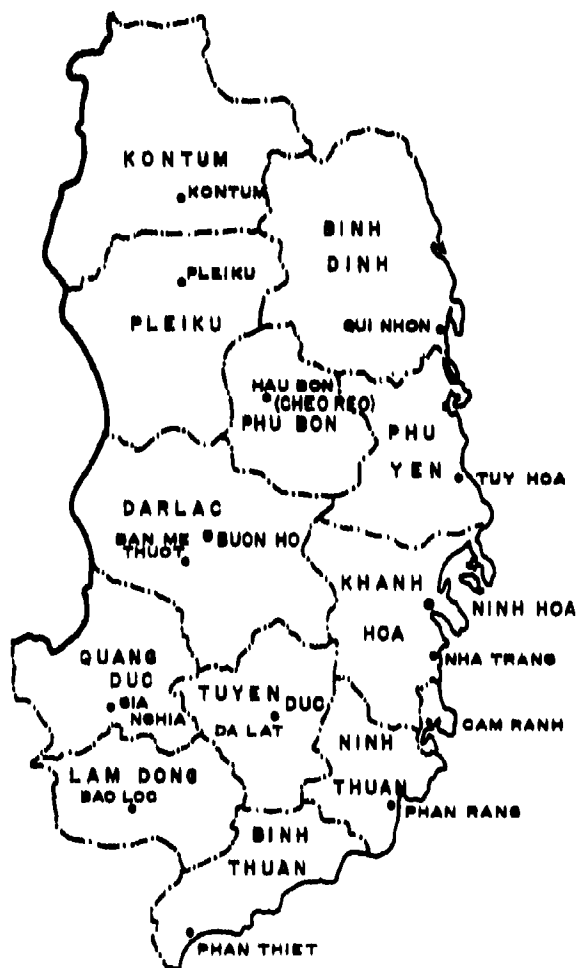 KONTUM
KONTUM
BINH
DINH
PLEIKU
PLEIKU
QUI NHON
HAU BON
(CHEO REO)
PHU BON
PHU
YEN
TUY HOA
DARLAC
BAN ME
THUOT
BUON HO
KHANH
HOA
NINH HOA
NHA TRANG
QUANG
DUC
GIA
NGHIA
TUYEN
DUC
DA LAT
CAM RANH
NINH
THUAN
PHAN RANG
LAM DONG
BAO LOC
BINH
THUAN
PHAN THIET